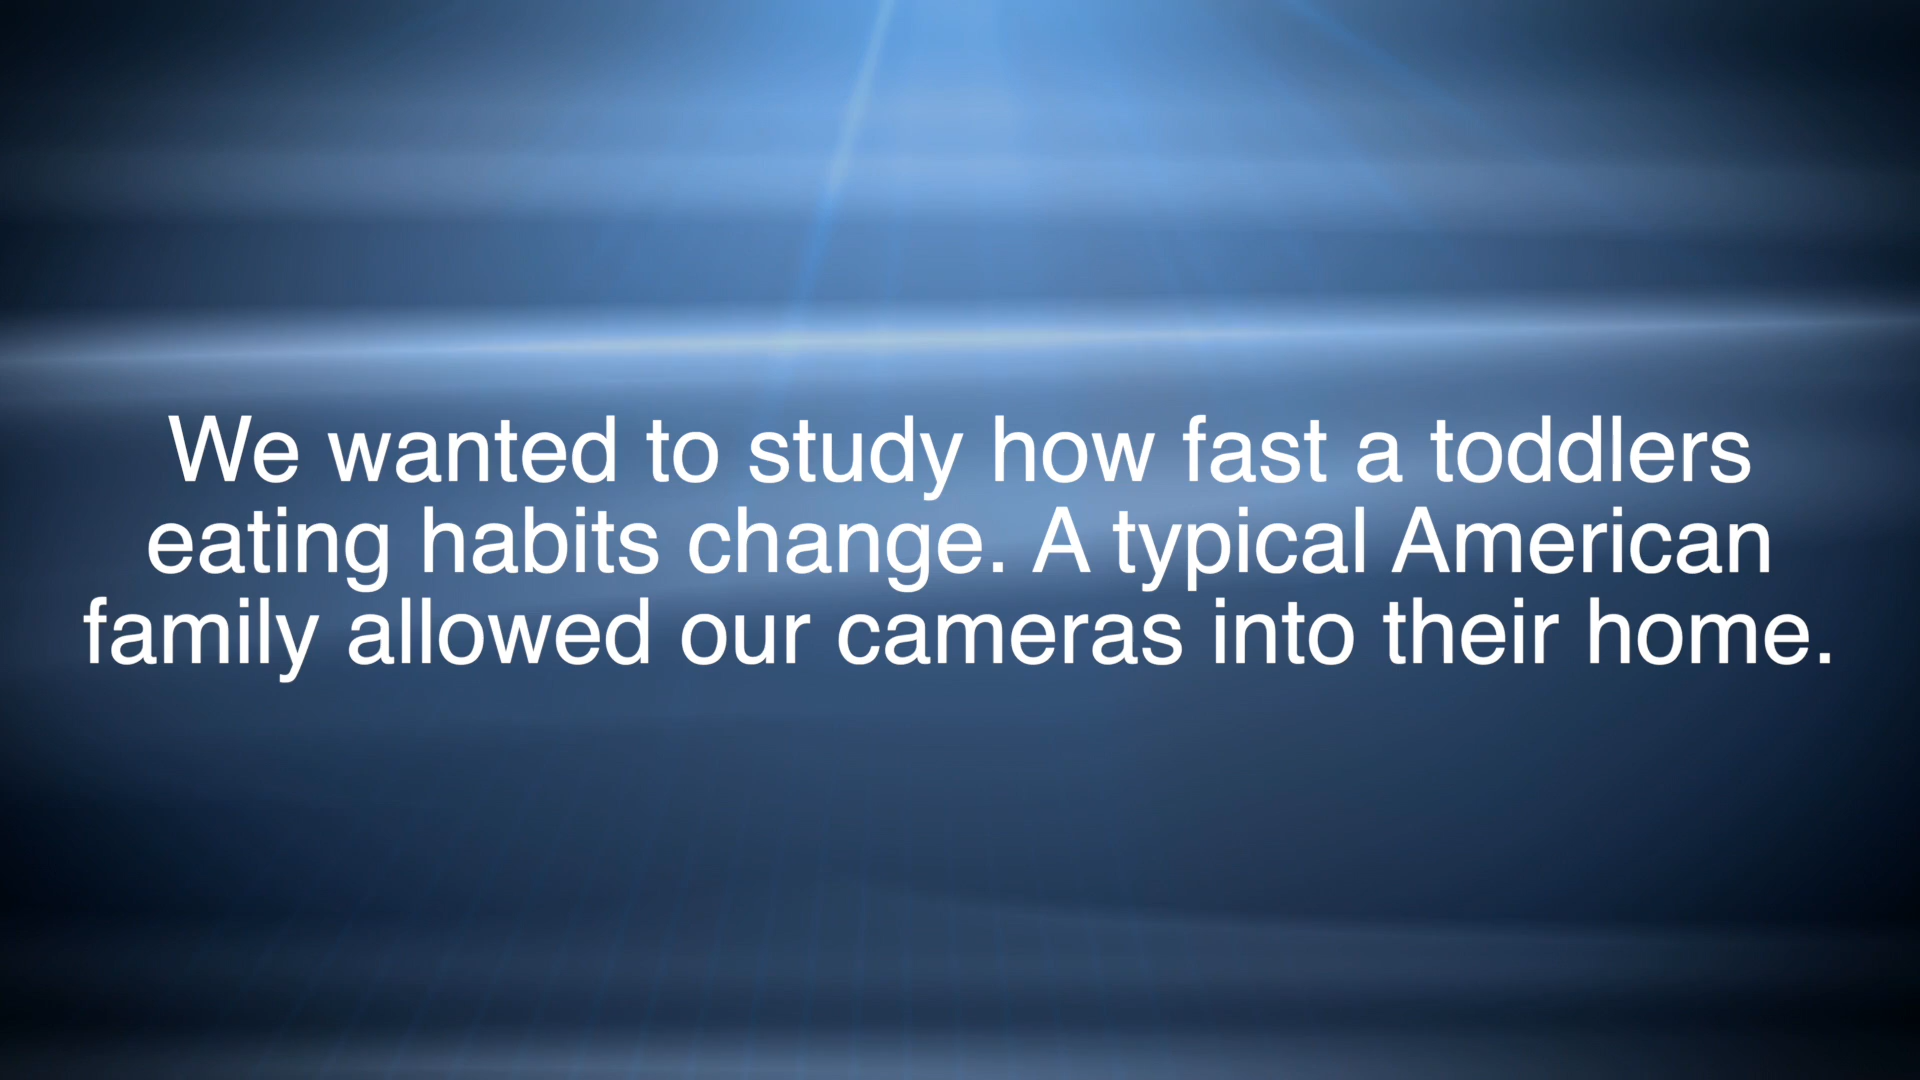 We wanted to study how fast a toddlers
eating habits change. A typical American
family allowed our cameras into their home.